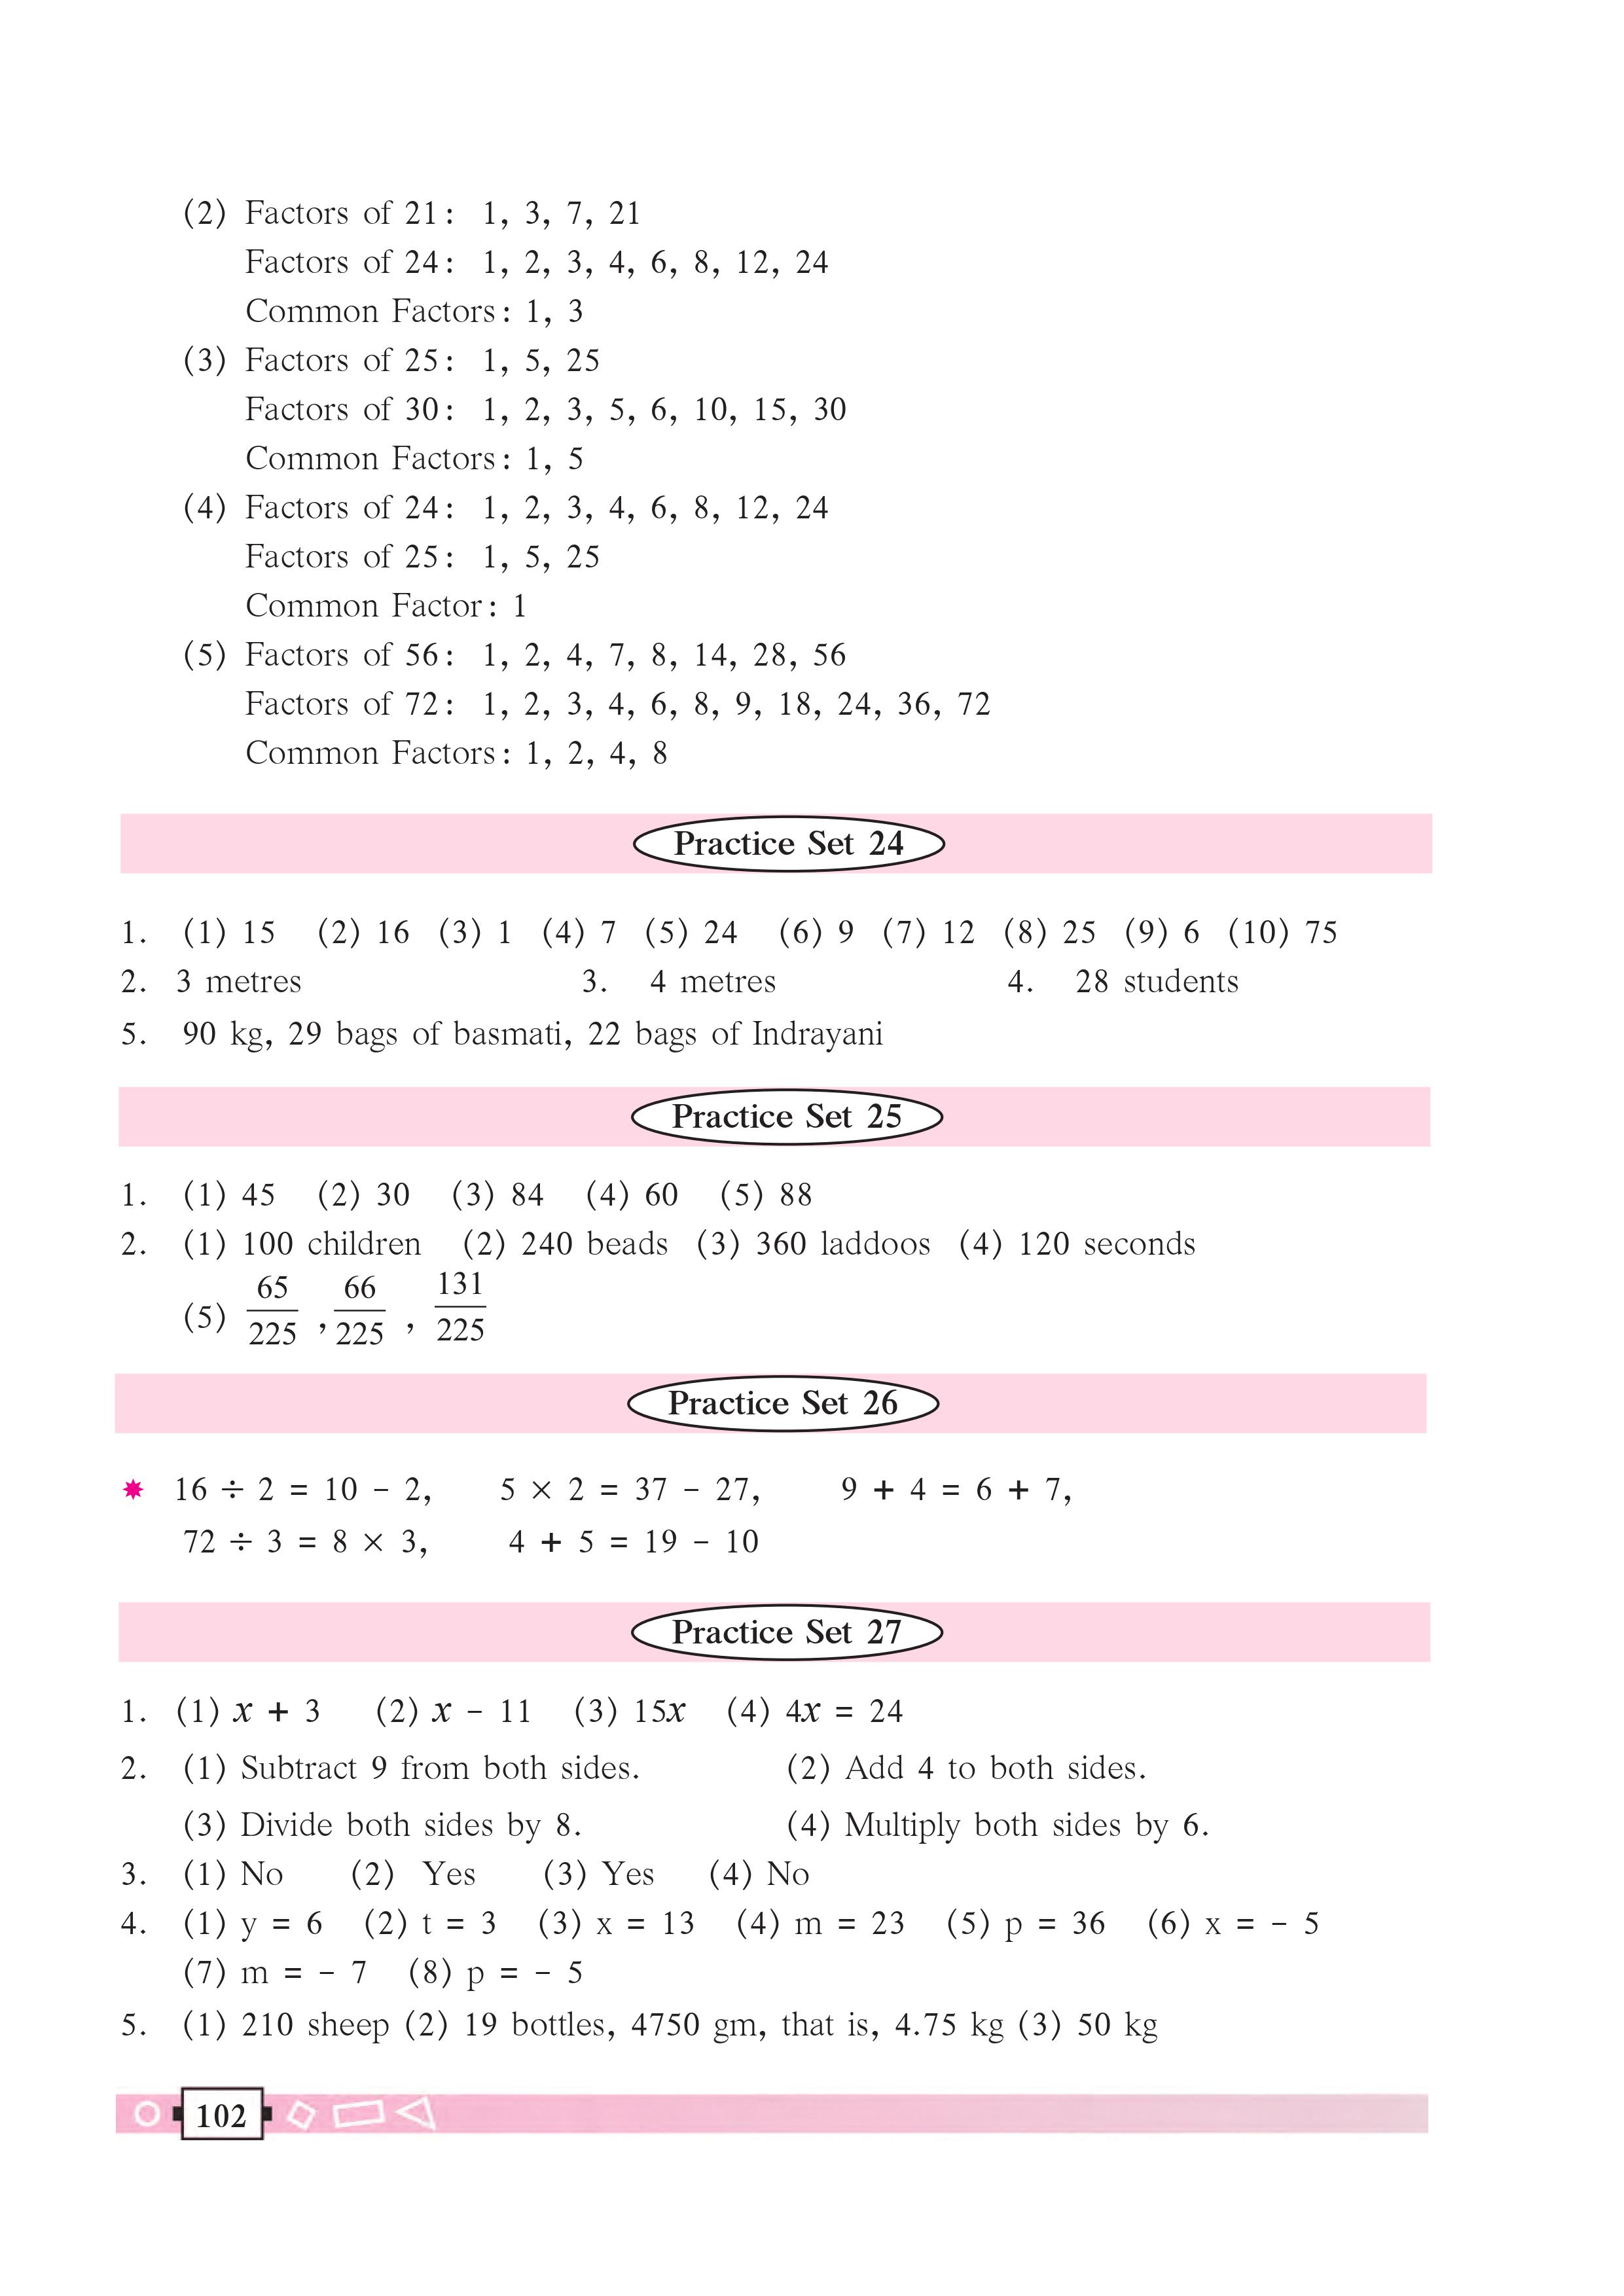 (2) Factors of 21: 1, 3, 7, 21
Factors of 24: 1, 2, 3, 4, 6, 8, 12, 24
Common Factors: 1, 3
(3) Factors of 25: 1, 5, 25
Factors of 30: 1, 2, 3, 5, 6, 10, 15, 30
Common Factors: 1, 5
(4) Factors of 24: 1, 2, 3, 4, 6, 8, 12, 24
Factors of 25: 1, 5, 25
Common Factor: 1
(5) Factors of 56: 1, 2, 4, 7, 8, 14, 28, 56
Factors of 72: 1, 2, 3, 4, 6, 8, 9, 18, 24, 36, 72
Common Factors: 1, 2, 4, 8
Practice Set 24
1. (1) 15 (2) 16 (3) 1 (4) 7 (5) 24 (6) 9 (7) 12 (8) 25 (9) 6 (10) 75
2. 3 metres 3. 4 metres 4. 28 students
5. 90 kg, 29 bags of basmati, 22 bags of Indrayani
Practice Set 25
1. (1) 45 (2) 30 (3) 84 (4) 60 (5) 88
2. (1) 100 children (2) 240 beads (3) 360 laddoos (4) 120 seconds
(5) 65/225 , 66/225 , 131/225
Practice Set 26
16 ÷ 2 = 10 − 2, 5 × 2 = 37 − 27, 9 + 4 = 6 + 7,
72 ÷ 3 = 8 × 3, 4 + 5 = 19 − 10
Practice Set 27
1. (1) x + 3 (2) x − 11 (3) 15x (4) 4x = 24
2. (1) Subtract 9 from both sides. (2) Add 4 to both sides.
(3) Divide both sides by 8. (4) Multiply both sides by 6.
3. (1) No (2) Yes (3) Yes (4) No
4. (1) y = 6 (2) t = 3 (3) x = 13 (4) m = 23 (5) p = 36 (6) x = − 5
(7) m = − 7 (8) p = − 5
5. (1) 210 sheep (2) 19 bottles, 4750 gm, that is, 4.75 kg (3) 50 kg
102